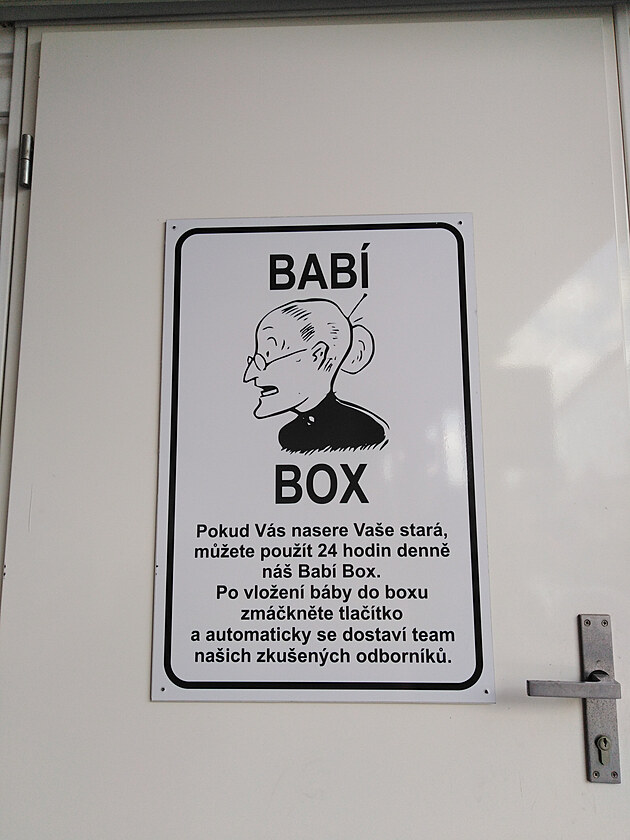 BABÍ
BOX
Pokud Vás nasere Vaše stará,
můžete použít 24 hodin denně
náš Babí Box.
Po vložení báby do boxu
zmáčkněte tlačítko
a automaticky se dostaví team
našich zkušených odborníků.